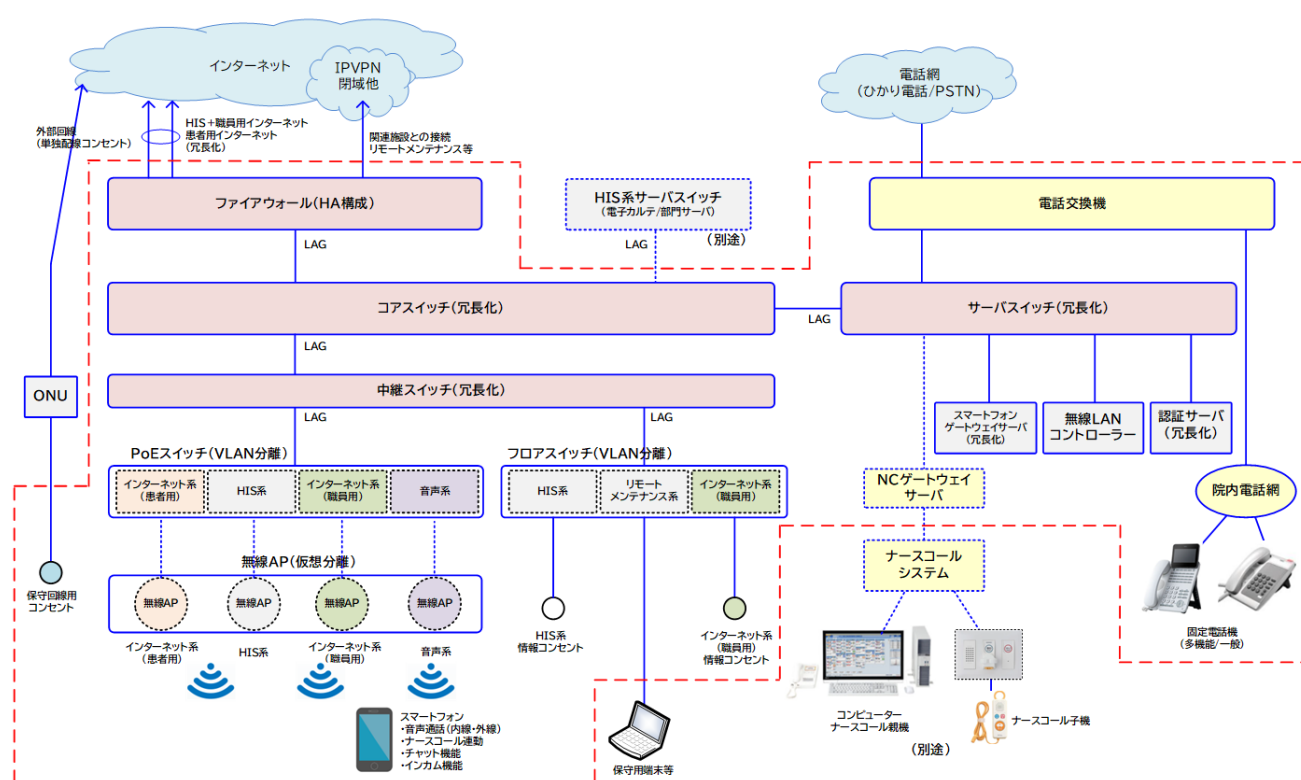 インターネット
IPVPN
閉域他
電話網
(ひかり電話/PSTN)
外部回線
(単独配線コンセント)
HIS+職員用インターネット
患者用インターネット
(冗長化)
関連施設との接続
リモートメンテナンス等
ファイアウォール(HA構成)
HIS系サーバスイッチ
(電子カルテ/部門サーバ)
(別途)
電話交換機
LAG
LAG
コアスイッチ(冗長化)
LAG
サーバスイッチ(冗長化)
LAG
中継スイッチ(冗長化)
ONU
LAG
LAG
スマートフォン
ゲートウェイサーバ
(冗長化)
無線LAN
コントローラー
認証サーバ
(冗長化)
PoEスイッチ(VLAN分離)
インターネット系
(患者用)
HIS系
インターネット系
(職員用)
音声系
フロアスイッチ(VLAN分離)
HIS系
リモート
メンテナンス系
インターネット系
(職員用)
NCゲートウェイ
サーバ
院内電話網
無線AP(仮想分離)
無線AP
無線AP
無線AP
無線AP
ナースコール
システム
保守回線用
コンセント
インターネット系
(患者用)
HIS系
インターネット系
(職員用)
音声系
HIS系
情報コンセント
インターネット系
(職員用)
情報コンセント
固定電話機
(多機能/一般)
スマートフォン
・音声通話(内線・外線)
・ナースコール連動
・チャット機能
・インカム機能
保守用端末等
コンピューター
ナースコール親機
ナースコール子機
(別途)